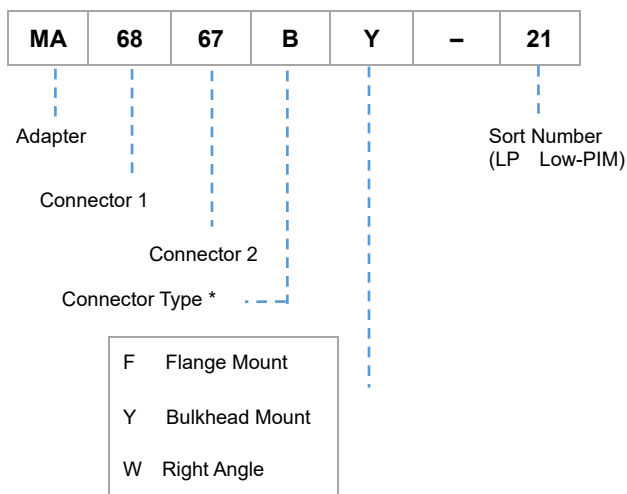 MA 68 67 B Y – 21
Adapter
Sort Number
(LP Low-PIM)
Connector 1
Connector 2
Connector Type *
F Flange Mount
Y Bulkhead Mount
W Right Angle